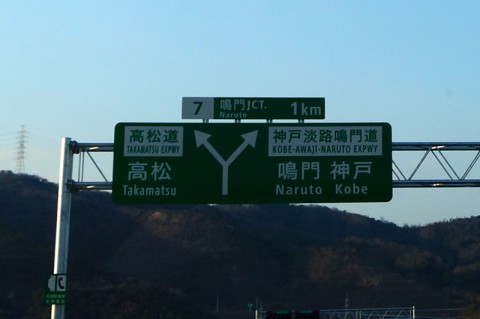 7 鳴門JCT. 1km
Naruto
高松道 神戸淡路鳴門道
TAKAMATSU EXPWY KOBE-AWAJI-NARUTO EXPWY
高松 鳴門 神戸
Takamatsu Naruto Kobe